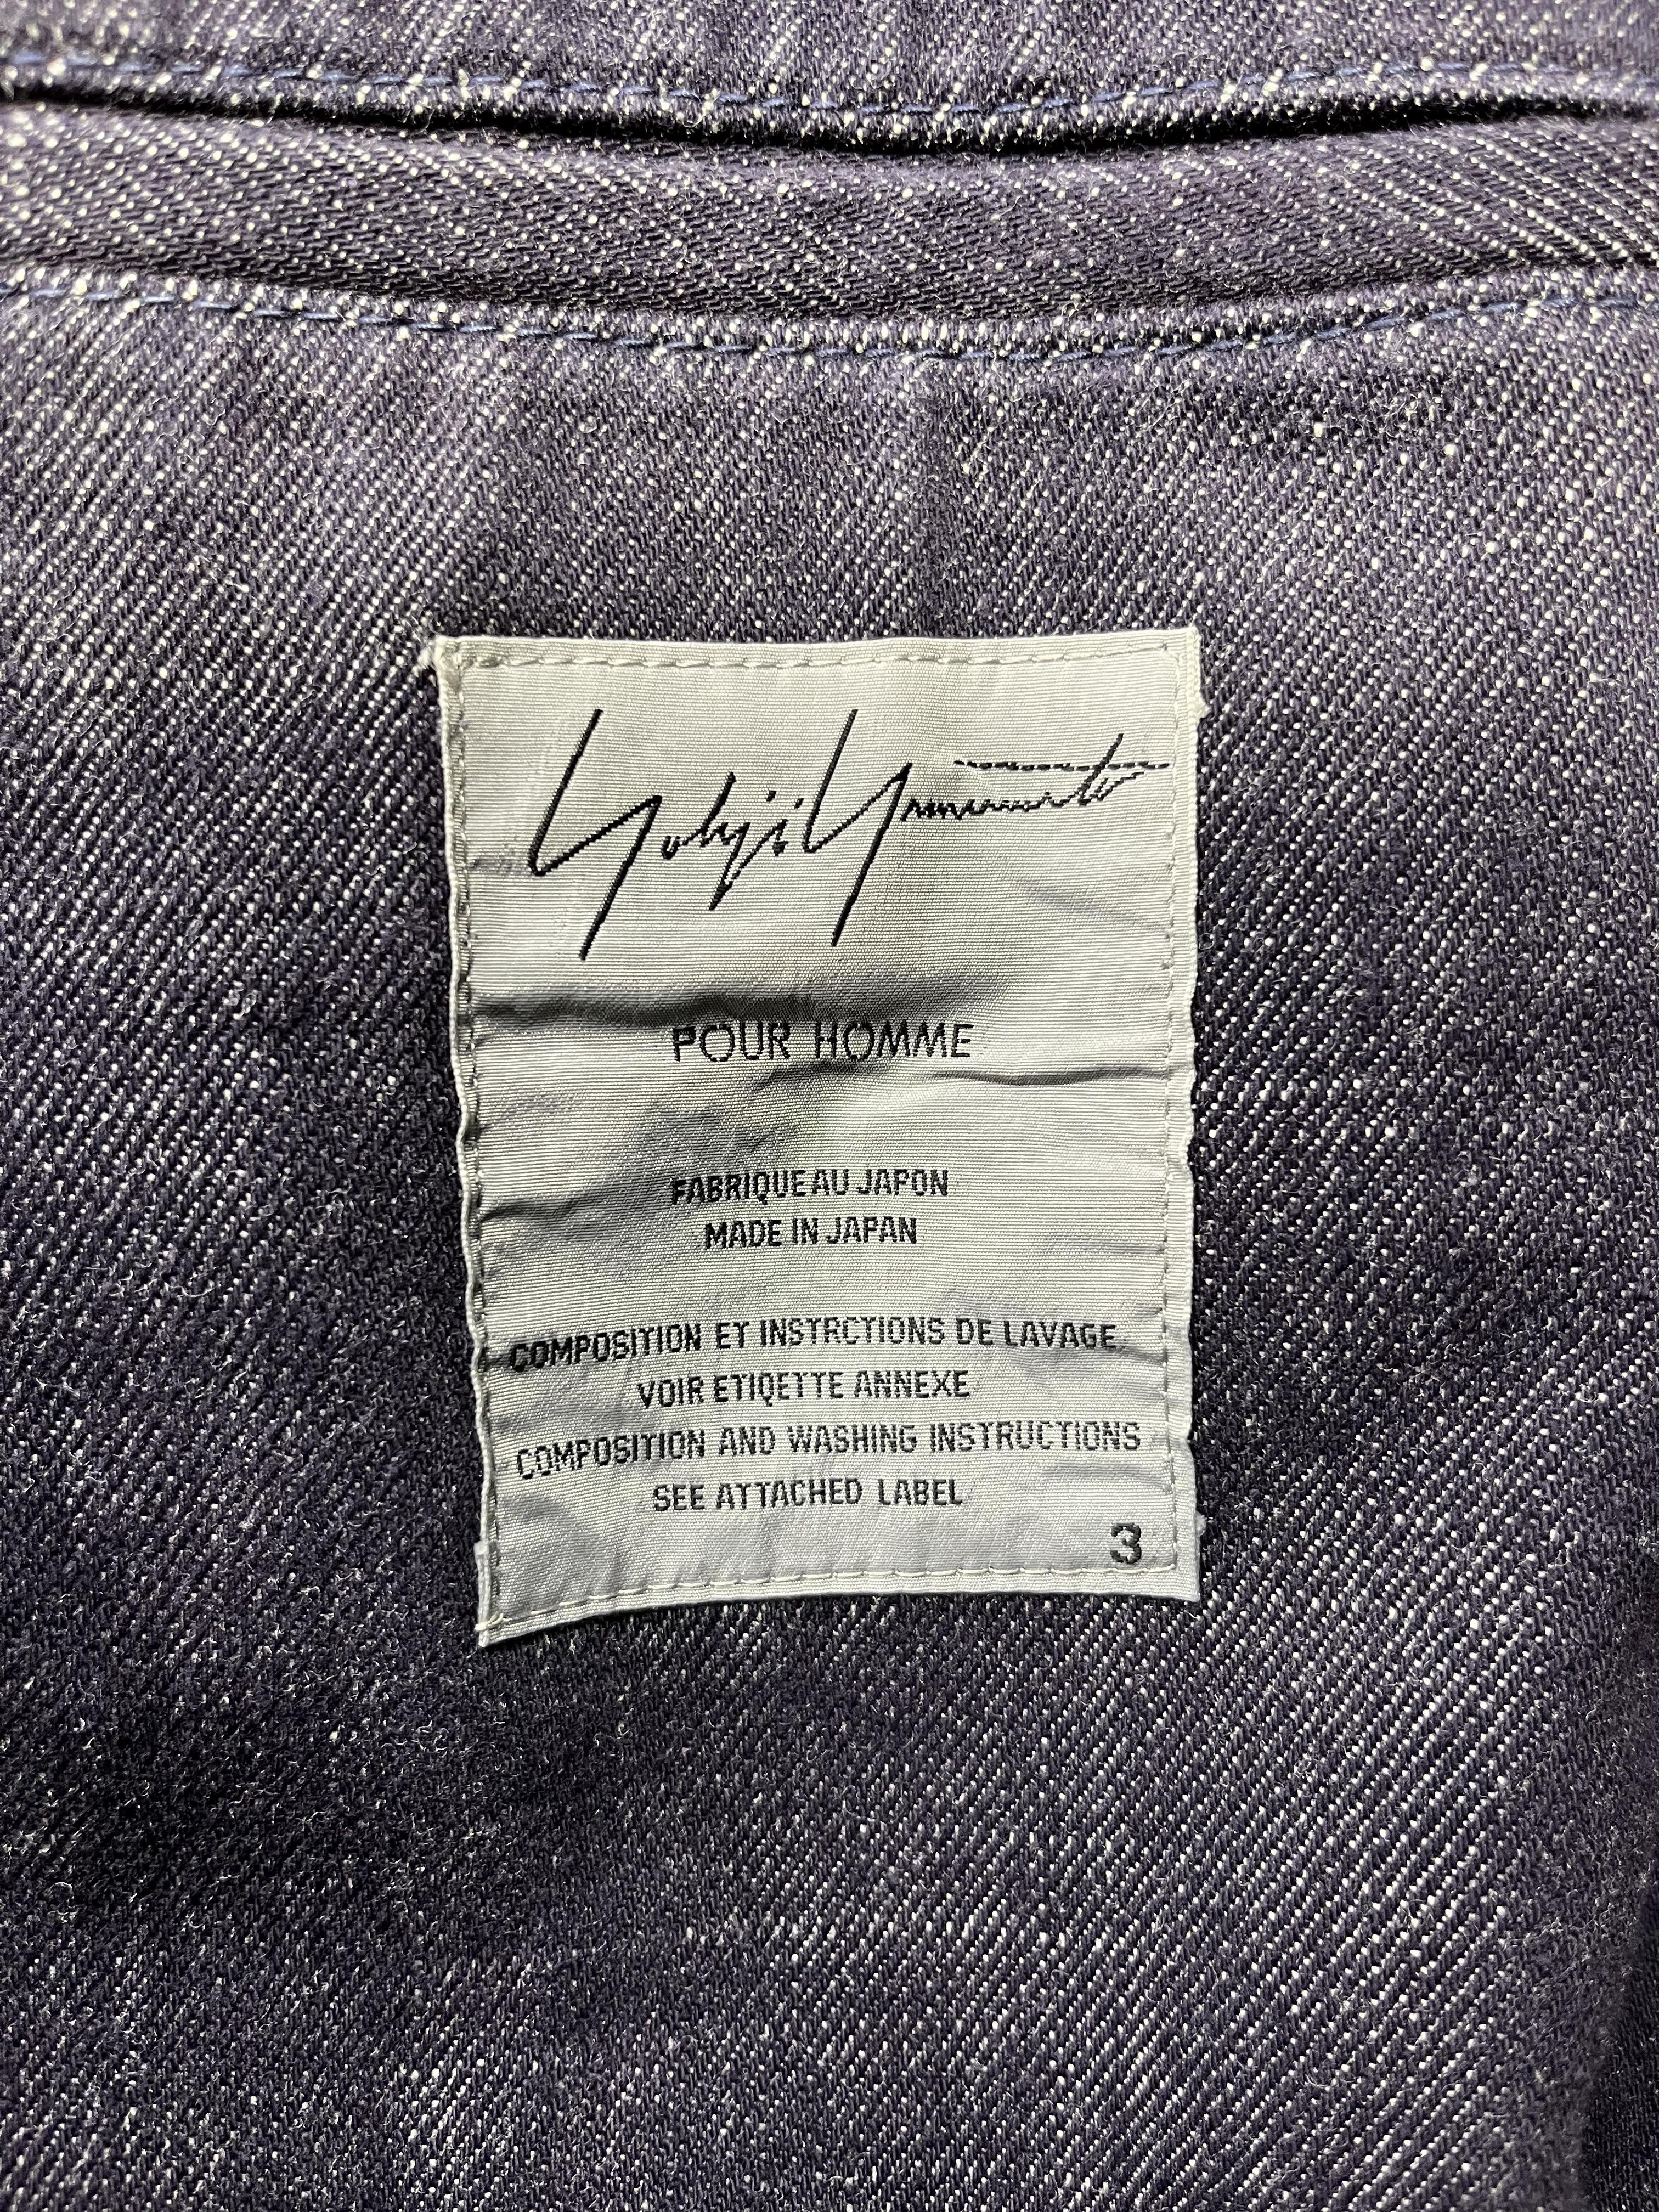 Yohji Yamamoto
POUR HOMME
FABRIQUE AU JAPON
MADE IN JAPAN
COMPOSITION ET INSTRCTIONS DE LAVAGE
VOIR ETIQETTE ANNEXE
COMPOSITION AND WASHING INSTRUCTIONS
SEE ATTACHED LABEL
3